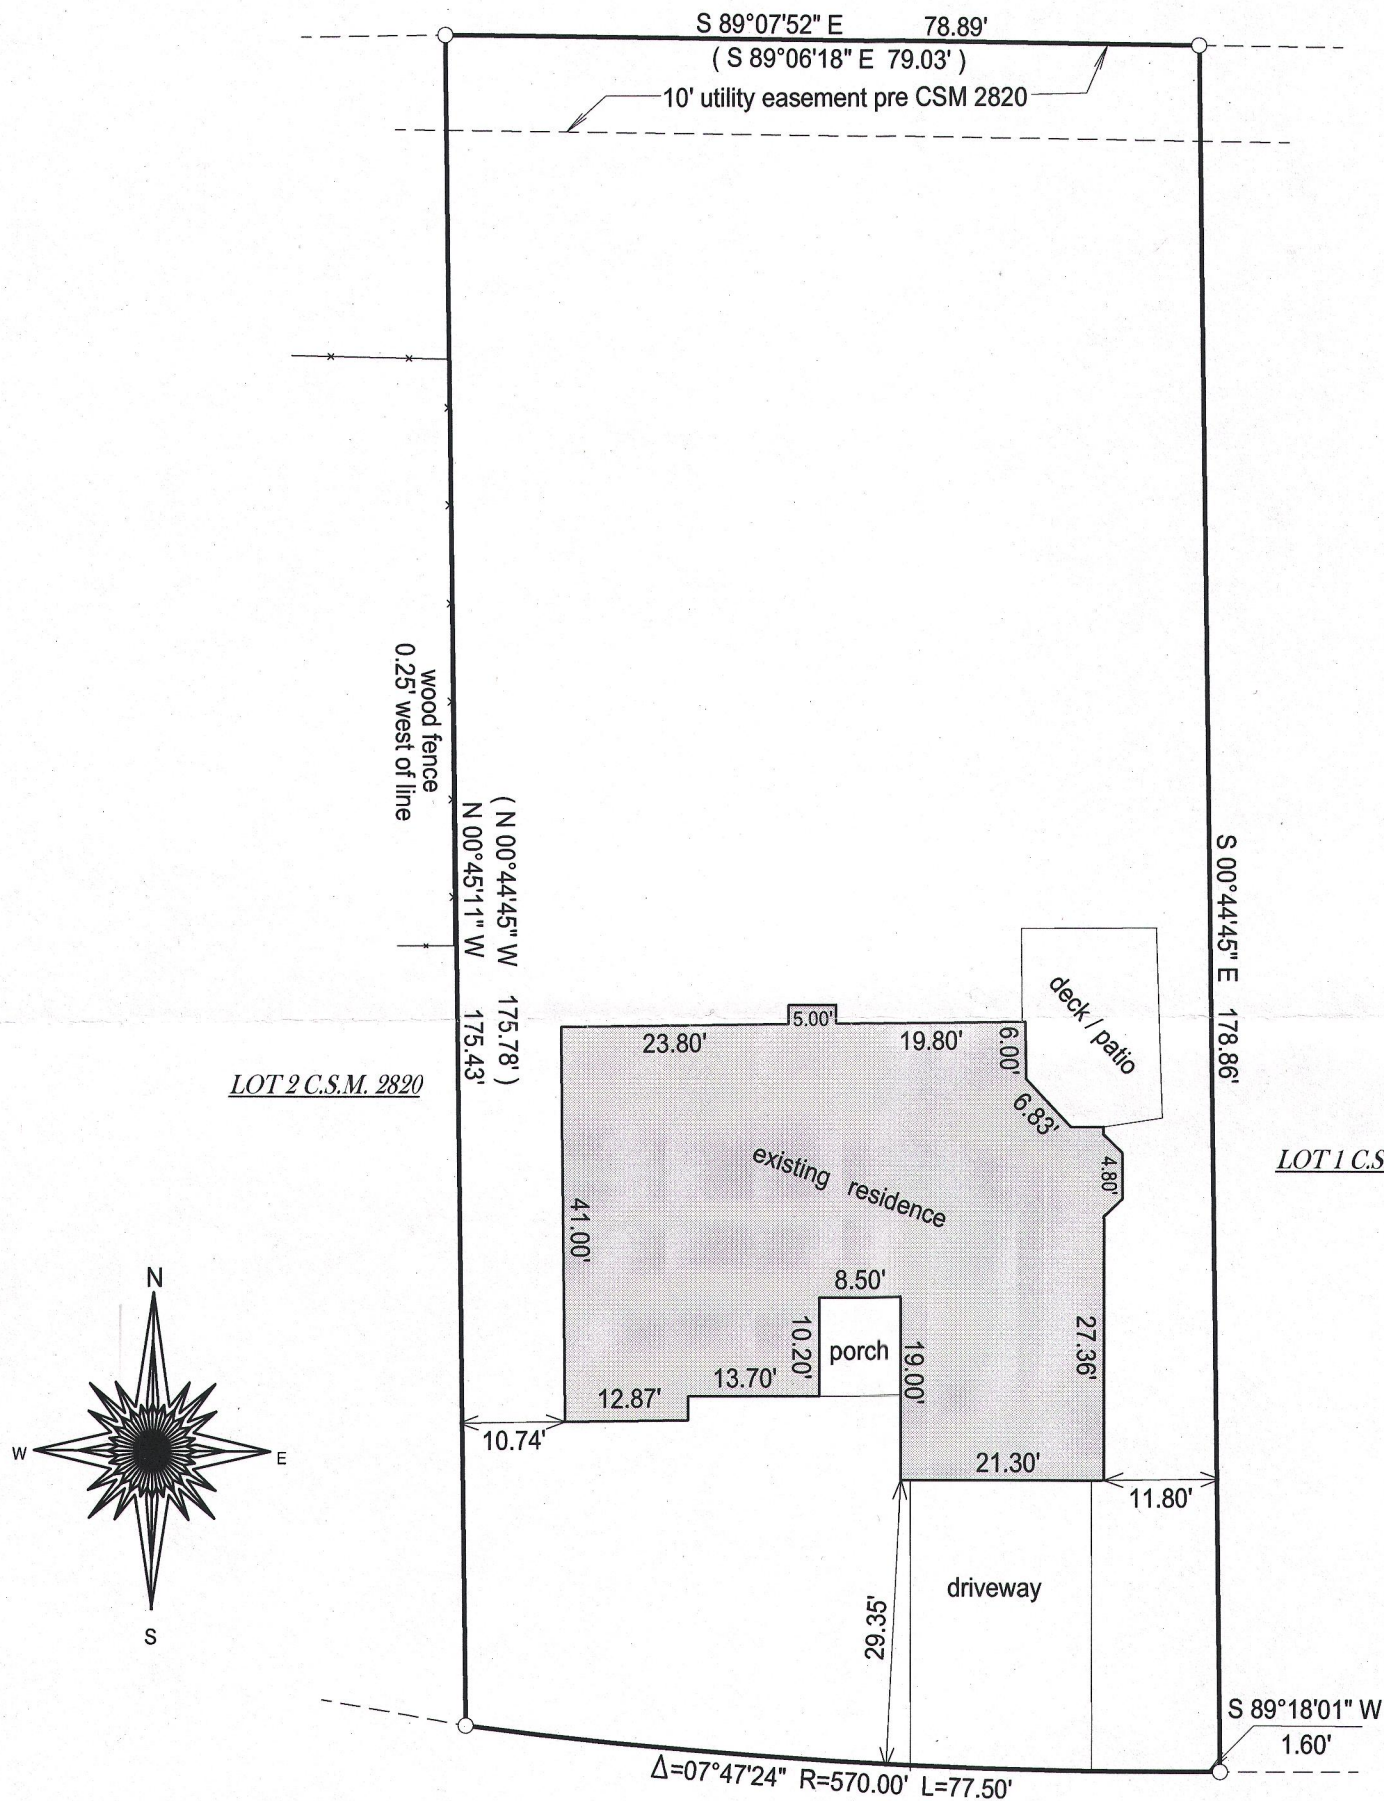 S 89°07'52" E 78.89'
( S 89°06'18" E 79.03' )
10' utility easement pre CSM 2820
wood fence
0.25' west of line
( N 00°44'45" W 175.78' )
N 00°45'11" W 175.43'
S 00°44'45" E 178.86'
deck / patio
5.00'
23.80'
19.80'
6.00'
6.83'
LOT 2 C.S.M. 2820
existing residence
4.80'
LOT 1 C.S
41.00'
8.50'
10.20'
porch
19.00'
27.36'
13.70'
12.87'
10.74'
21.30'
11.80'
N
W
E
S
driveway
29.35'
S 89°18'01" W
1.60'
Δ=07°47'24" R=570.00' L=77.50'